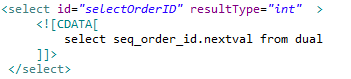 <select id="selectOrderID" resultType="int"  >
<![CDATA[
select seq_order_id.nextval from dual
]]>
</select>